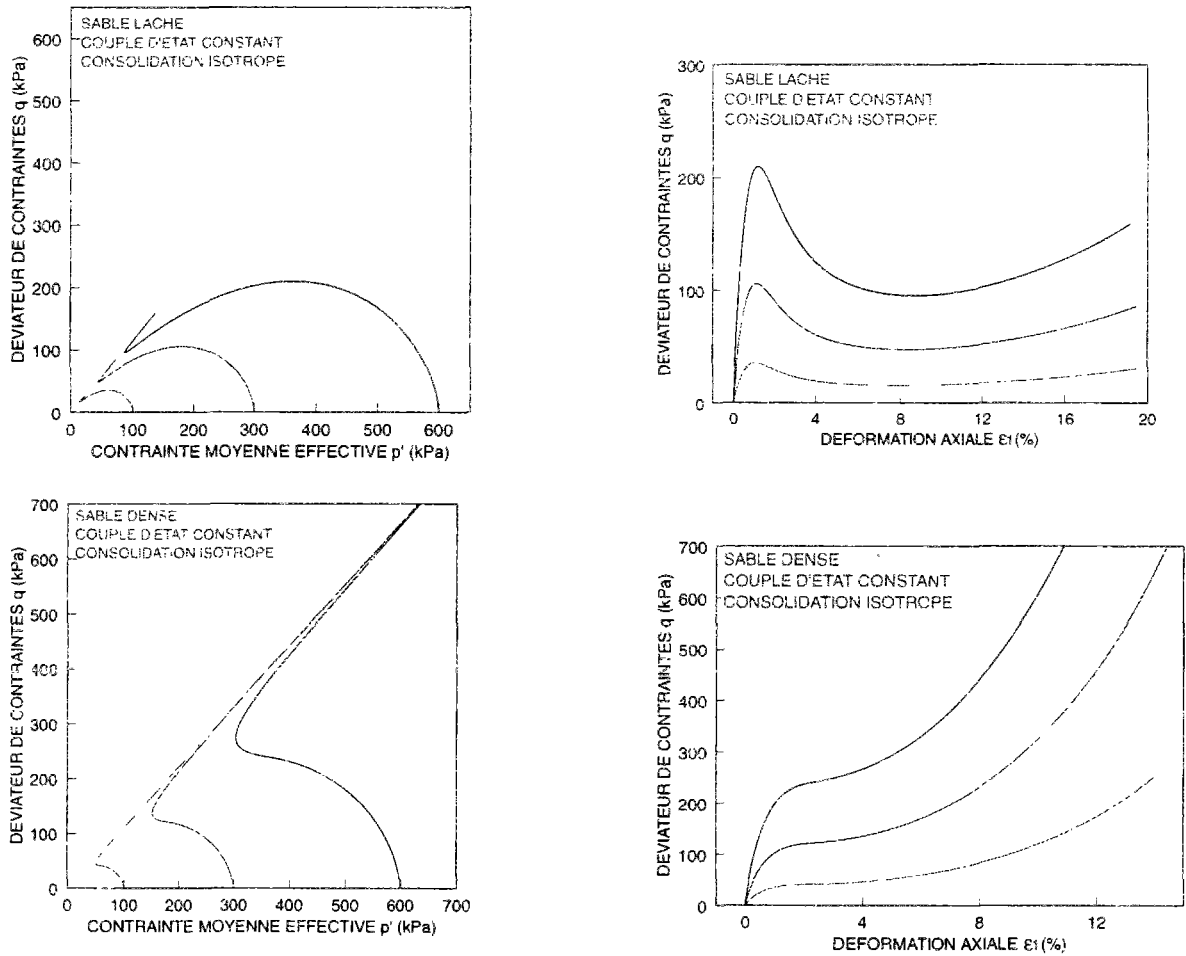 SABLE LACHE
COUPLE D'ETAT CONSTANT
CONSOLIDATION ISOTROPE
DEVIATEUR DE CONTRAINTES q (kPa)
600
500
400
300
200
100
0
0 100 200 300 400 500 600
CONTRAINTE MOYENNE EFFECTIVE p' (kPa)
SABLE LACHE
COUPLE D'ETAT CONSTANT
CONSOLIDATION ISOTROPE
DEVIATEUR DE CONTRAINTES q (kPa)
300
200
100
0
0 4 8 12 16 20
DEFORMATION AXIALE ε1 (%)
SABLE DENSE
COUPLE D'ETAT CONSTANT
CONSOLIDATION ISOTROPE
DEVIATEUR DE CONTRAINTES q (kPa)
700
600
500
400
300
200
100
0
0 100 200 300 400 500 600 700
CONTRAINTE MOYENNE EFFECTIVE p' (kPa)
SABLE DENSE
COUPLE D'ETAT CONSTANT
CONSOLIDATION ISOTROPE
DEVIATEUR DE CONTRAINTES q (kPa)
700
600
500
400
300
200
100
0
0 4 8 12
DEFORMATION AXIALE ε1 (%)